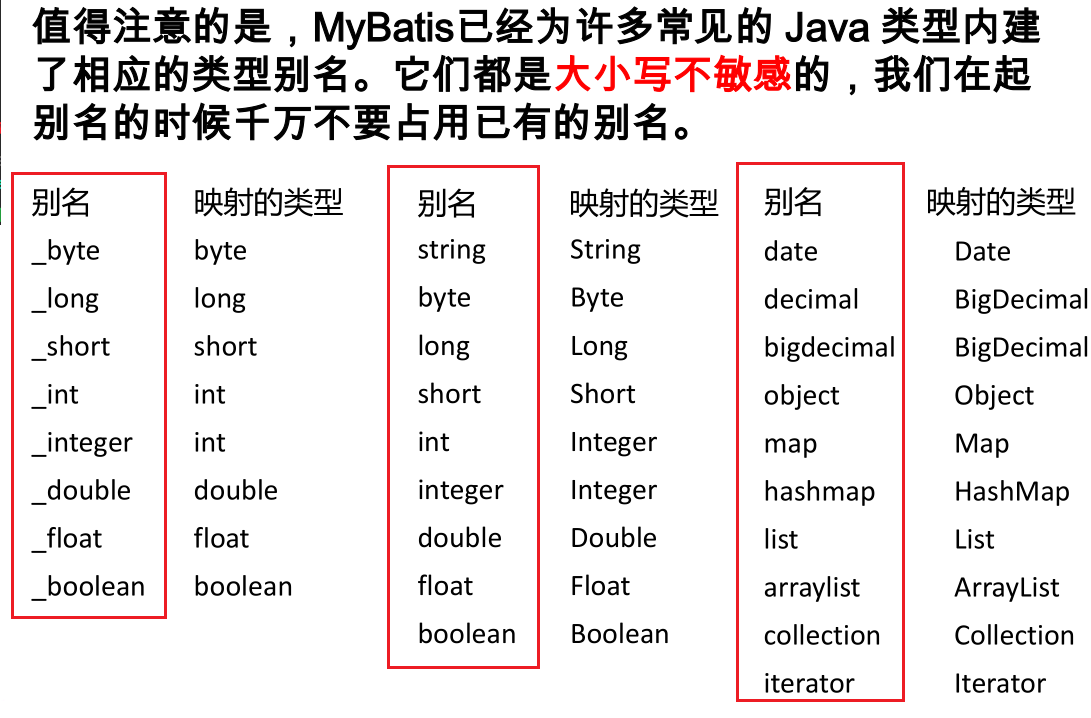 值得注意的是，MyBatis已经为许多常见的 Java 类型内建
了相应的类型别名。它们都是大小写不敏感的，我们在起
别名的时候千万不要占用已有的别名。
别名 映射的类型
_byte byte
_long long
_short short
_int int
_integer int
_double double
_float float
_boolean boolean
别名 映射的类型
string String
byte Byte
long Long
short Short
int Integer
integer Integer
double Double
float Float
boolean Boolean
别名 映射的类型
date Date
decimal BigDecimal
bigdecimal BigDecimal
object Object
map Map
hashmap HashMap
list List
arraylist ArrayList
collection Collection
iterator Iterator